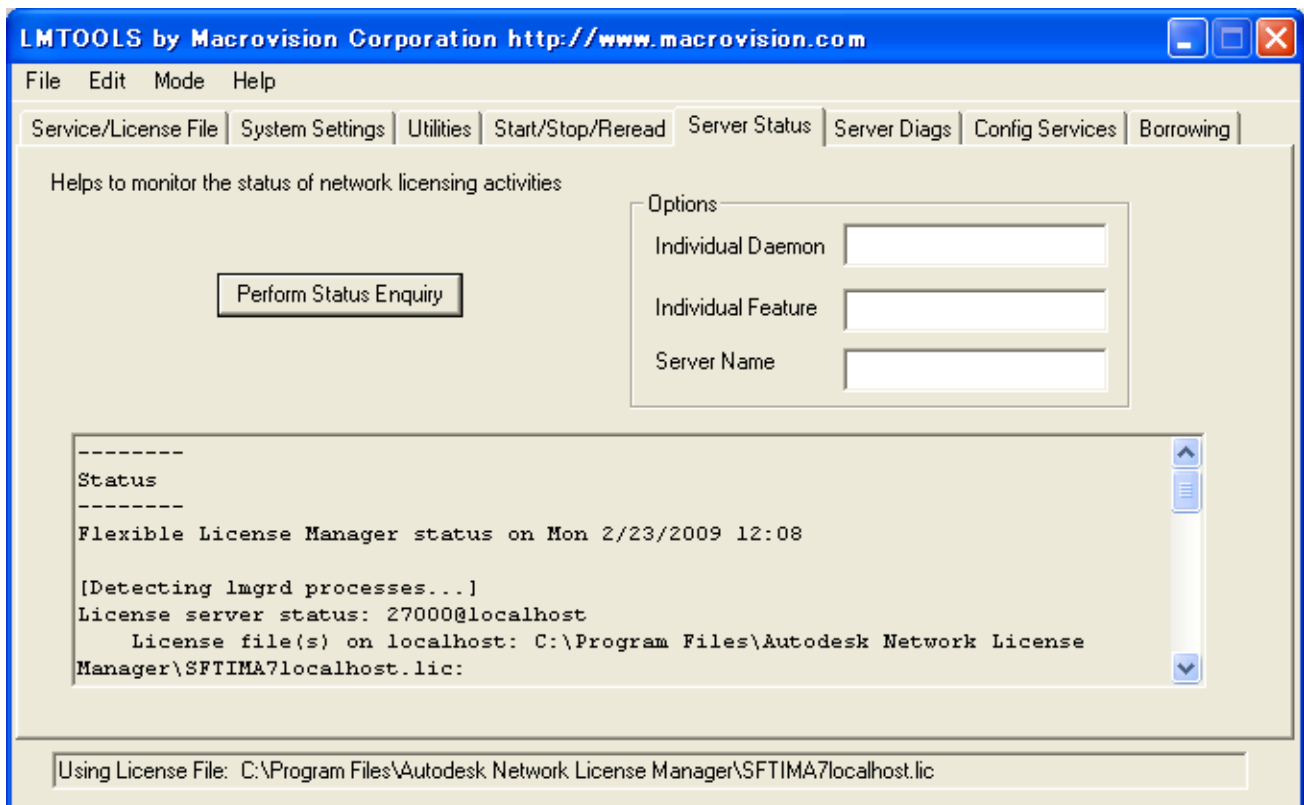 LMTOOLS by Macrovision Corporation http://www.macrovision.com
File Edit Mode Help
Service/License File System Settings Utilities Start/Stop/Reread Server Status Server Diags Config Services Borrowing
Helps to monitor the status of network licensing activities
Options
Individual Daemon
Perform Status Enquiry
Individual Feature
Server Name
--------
Status
--------
Flexible License Manager status on Mon 2/23/2009 12:08
[Detecting lmgrd processes...]
License server status: 27000@localhost
License file(s) on localhost: C:\Program Files\Autodesk Network License
Manager\SFTIMA7localhost.lic:
Using License File: C:\Program Files\Autodesk Network License Manager\SFTIMA7localhost.lic